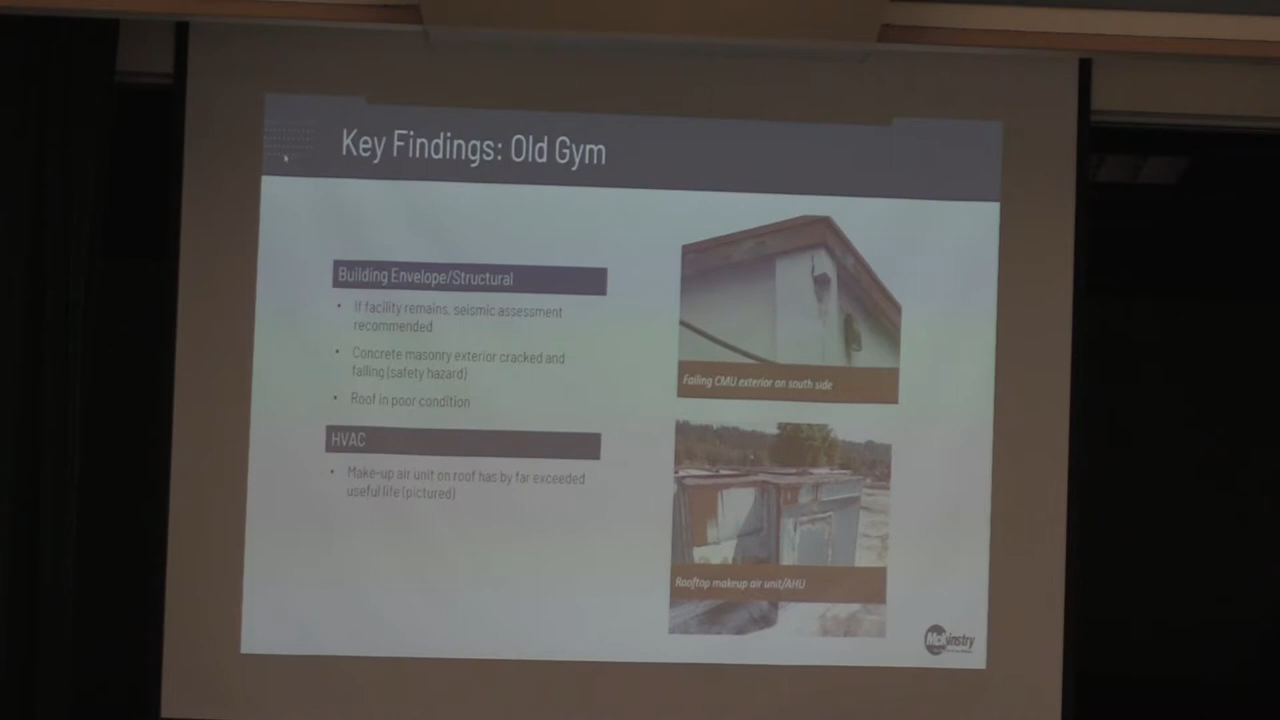 Key Findings: Old Gym
Building Envelope/Structural
• If facility remains, seismic assessment
recommended
• Concrete masonry exterior cracked and
falling (safety hazard)
• Roof in poor condition
HVAC
• Make-up air unit on roof has by far exceeded
useful life (pictured)
Failing CMU exterior on south side
Rooftop makeup air unit/AHU
McKinstry